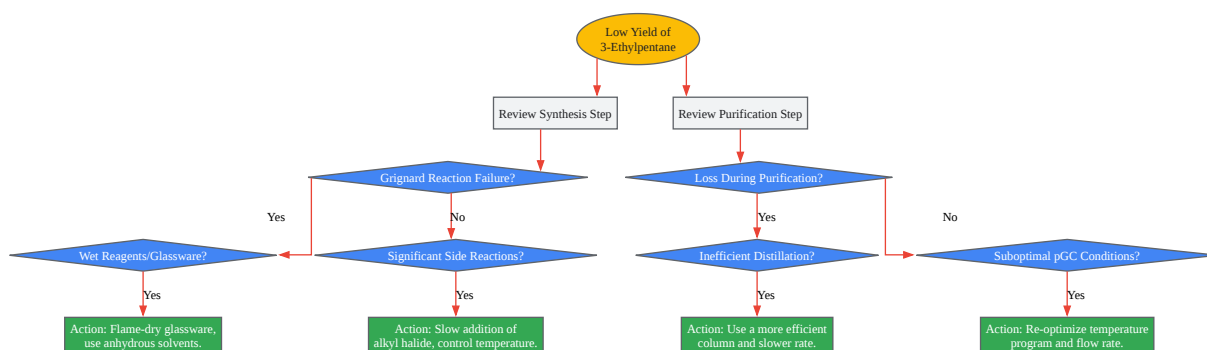 Low Yield of
3-Ethylpentane
Review Synthesis Step
Review Purification Step
Grignard Reaction Failure?
Loss During Purification?
Yes
No
Yes
No
Wet Reagents/Glassware?
Significant Side Reactions?
Inefficient Distillation?
Suboptimal pGC Conditions?
Yes
Yes
Yes
Yes
Action: Flame-dry glassware,
use anhydrous solvents.
Action: Slow addition of
alkyl halide, control temperature.
Action: Use a more efficient
column and slower rate.
Action: Re-optimize temperature
program and flow rate.